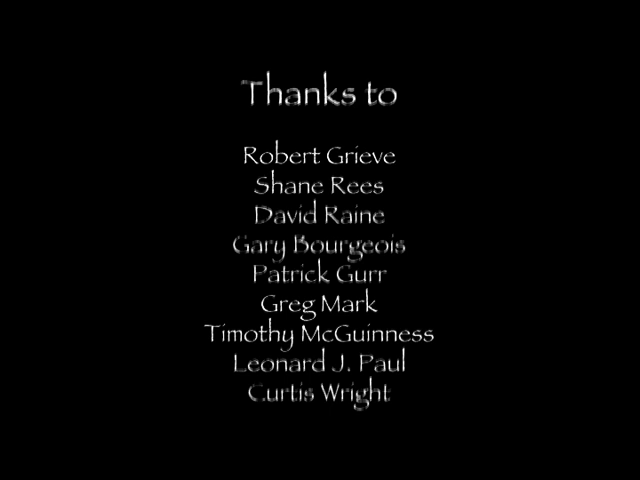 Thanks to
Robert Grieve
Shane Rees
David Raine
Gary Bourgeois
Patrick Gurr
Greg Mark
Timothy McGuinness
Leonard J. Paul
Curtis Wright